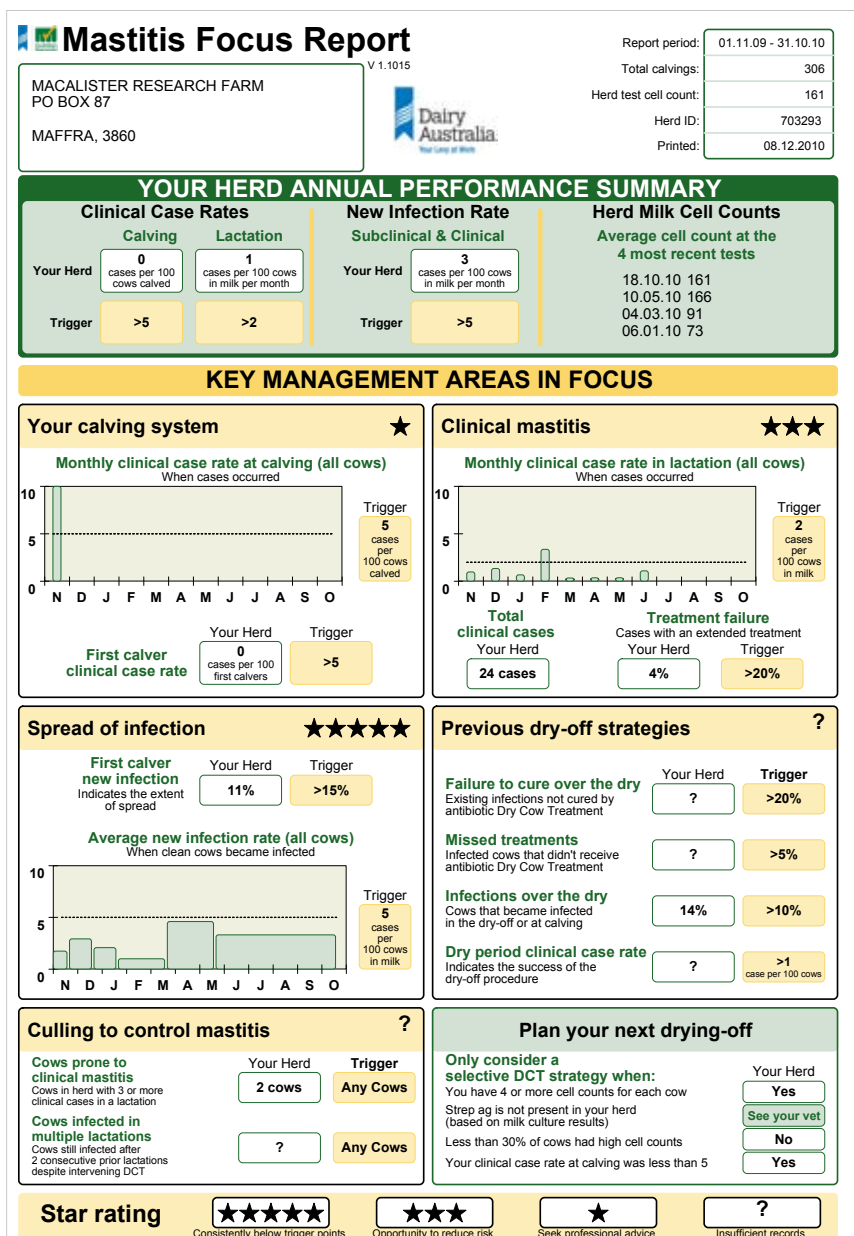 Mastitis Focus Report
V 1.1015
MACALISTER RESEARCH FARM
PO BOX 87
MAFFRA, 3860
Dairy
Australia
Your Levy at Work
Report period: 01.11.09 - 31.10.10
Total calvings: 306
Herd test cell count: 161
Herd ID: 703293
Printed: 08.12.2010
YOUR HERD ANNUAL PERFORMANCE SUMMARY
Clinical Case Rates
Calving Lactation
Your Herd
0
cases per 100
cows calved
1
cases per 100 cows
in milk per month
Trigger >5 >2
New Infection Rate
Subclinical & Clinical
Your Herd
3
cases per 100 cows
in milk per month
Trigger >5
Herd Milk Cell Counts
Average cell count at the
4 most recent tests
18.10.10 161
10.05.10 166
04.03.10 91
06.01.10 73
KEY MANAGEMENT AREAS IN FOCUS
Your calving system
Monthly clinical case rate at calving (all cows)
When cases occurred
10
5
0
N D J F M A M J J A S O
Trigger
5
cases
per
100 cows
calved
First calver
clinical case rate
Your Herd
0
cases per 100
first calvers
Trigger
>5
Clinical mastitis
Monthly clinical case rate in lactation (all cows)
When cases occurred
10
5
0
N D J F M A M J J A S O
Trigger
2
cases
per
100 cows
in milk
Total
clinical cases
Your Herd
24 cases
Treatment failure
Cases with an extended treatment
Your Herd Trigger
4% >20%
Spread of infection
First calver
new infection
Indicates the extent
of spread
Your Herd Trigger
11% >15%
Average new infection rate (all cows)
When clean cows became infected
10
5
0
N D J F M A M J J A S O
Trigger
5
cases
per
100 cows
in milk
Previous dry-off strategies ?
Your Herd Trigger
Failure to cure over the dry
Existing infections not cured by
antibiotic Dry Cow Treatment
? >20%
Missed treatments
Infected cows that didn't receive
antibiotic Dry Cow Treatment
? >5%
Infections over the dry
Cows that became infected
in the dry-off or at calving
14% >10%
Dry period clinical case rate
Indicates the success of the
dry-off procedure
?
>1
case per 100 cows
Culling to control mastitis ?
Your Herd Trigger
Cows prone to
clinical mastitis
Cows in herd with 3 or more
clinical cases in a lactation
2 cows Any Cows
Cows infected in
multiple lactations
Cows still infected after
2 consecutive prior lactations
despite intervening DCT
? Any Cows
Plan your next drying-off
Only consider a
selective DCT strategy when:
Your Herd
You have 4 or more cell counts for each cow Yes
Strep ag is not present in your herd
(based on milk culture results)
See your vet
Less than 30% of cows had high cell counts No
Your clinical case rate at calving was less than 5 Yes
Star rating
Consistently below trigger points
Opportunity to reduce risk
Seek professional advice
?
Insufficient records